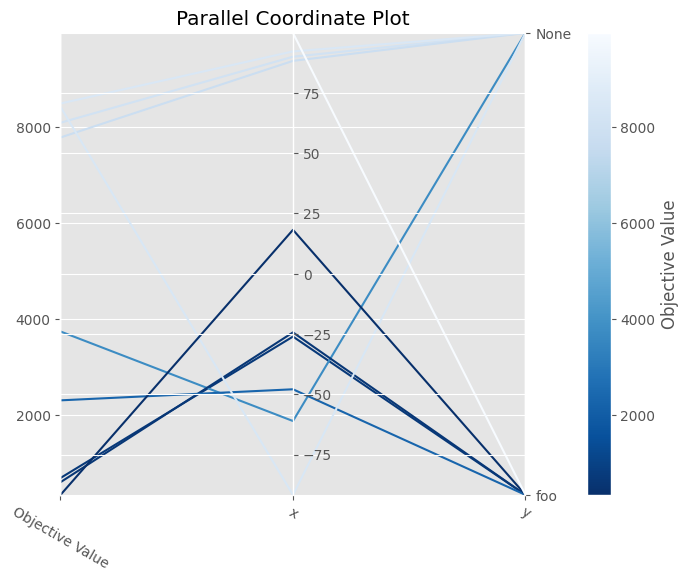 Parallel Coordinate Plot
None
8000
6000
4000
2000
75
50
25
0
−25
−50
−75
foo
8000
6000
4000
2000
Objective Value
Objective Value
x
y